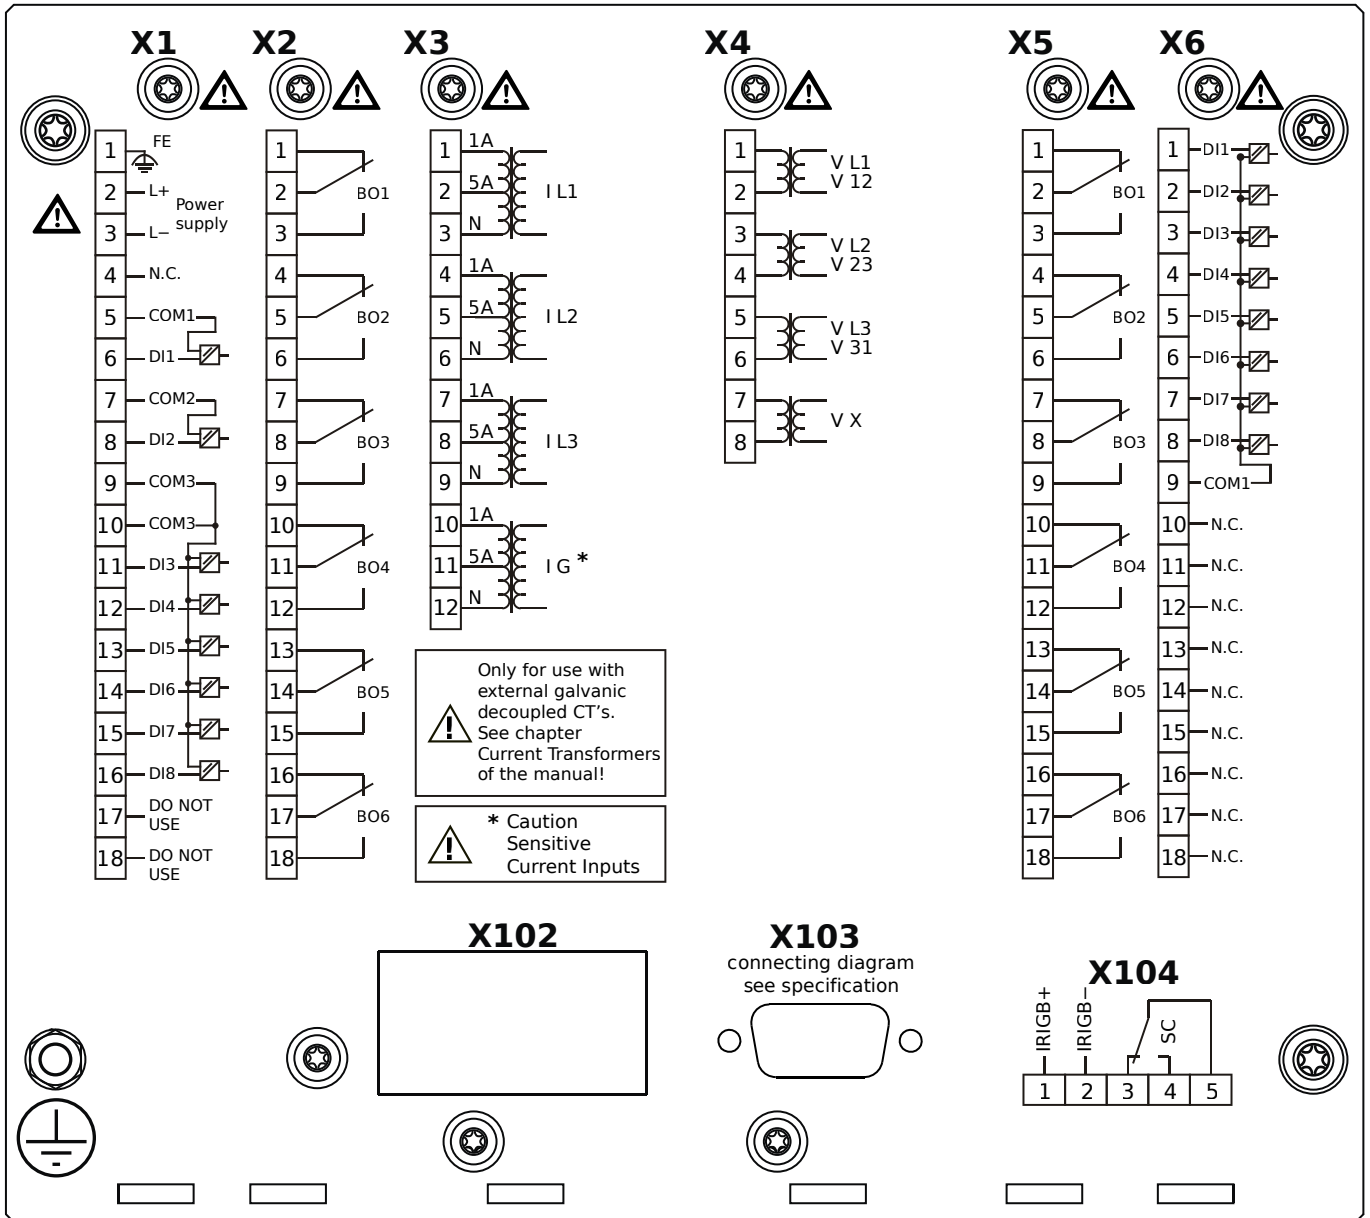 X1
X2
X3
X4
X5
X6
1
FE
2
L+
Power
supply
3
L−
4
N.C.
5
COM1
6
DI1
7
COM2
8
DI2
9
COM3
10
COM3
11
DI3
12
DI4
13
DI5
14
DI6
15
DI7
16
DI8
17
DO NOT
USE
18
DO NOT
USE
1
2
BO1
3
4
5
BO2
6
7
8
BO3
9
10
11
BO4
12
13
14
BO5
15
16
17
BO6
18
1
1A
2
5A
I L1
3
N
4
1A
5
5A
I L2
6
N
7
1A
8
5A
I L3
9
N
10
1A
11
5A
I G *
12
N
Only for use with
external galvanic
decoupled CT's.
See chapter
Current Transformers
of the manual!
* Caution
Sensitive
Current Inputs
1
V L1
2
V 12
3
V L2
4
V 23
5
V L3
6
V 31
7
V X
8
1
2
BO1
3
4
5
BO2
6
7
8
BO3
9
10
11
BO4
12
13
14
BO5
15
16
17
BO6
18
1
DI1
2
DI2
3
DI3
4
DI4
5
DI5
6
DI6
7
DI7
8
DI8
9
COM1
10
N.C.
11
N.C.
12
N.C.
13
N.C.
14
N.C.
15
N.C.
16
N.C.
17
N.C.
18
N.C.
X102
X103
connecting diagram
see specification
X104
IRIGB+
IRIGB−
SC
1
2
3
4
5